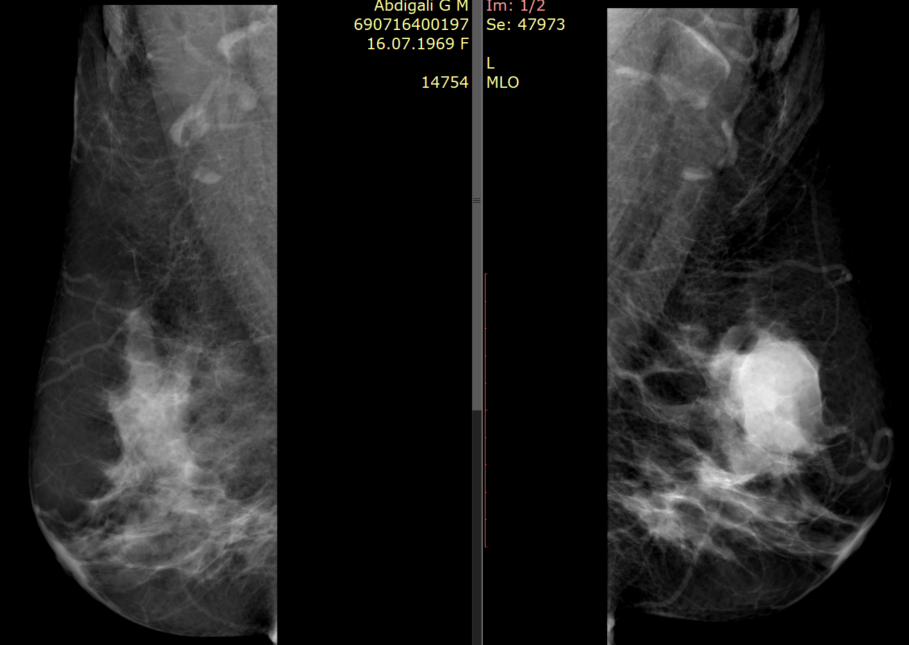 Abdigali G M
690716400197
16.07.1969 F
14754
Im: 1/2
Se: 47973
L
MLO